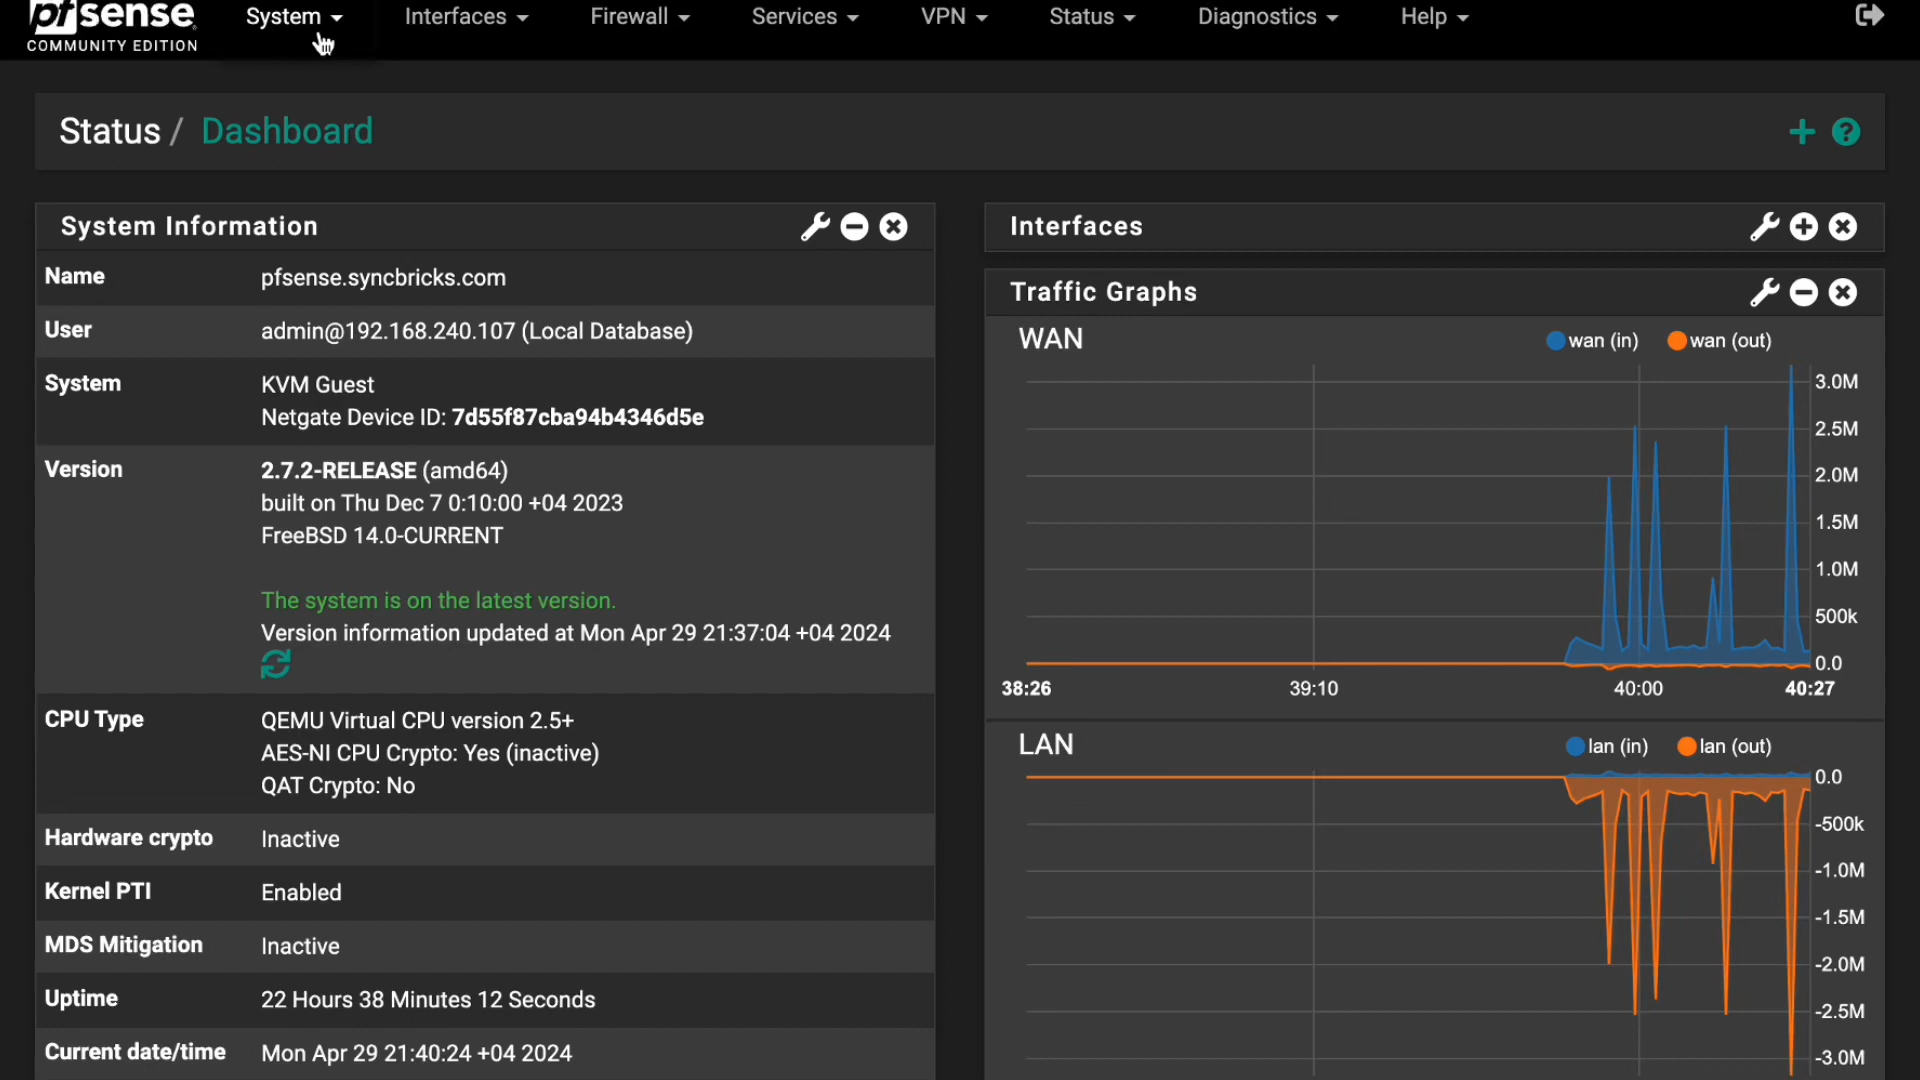 pfsense
COMMUNITY EDITION
System
Interfaces
Firewall
Services
VPN
Status
Diagnostics
Help
Status / Dashboard
System Information
Name pfsense.syncbricks.com
User admin@192.168.240.107 (Local Database)
System KVM Guest
Netgate Device ID: 7d55f87cba94b4346d5e
Version 2.7.2-RELEASE (amd64)
built on Thu Dec 7 0:10:00 +04 2023
FreeBSD 14.0-CURRENT
The system is on the latest version.
Version information updated at Mon Apr 29 21:37:04 +04 2024
CPU Type QEMU Virtual CPU version 2.5+
AES-NI CPU Crypto: Yes (inactive)
QAT Crypto: No
Hardware crypto Inactive
Kernel PTI Enabled
MDS Mitigation Inactive
Uptime 22 Hours 38 Minutes 12 Seconds
Current date/time Mon Apr 29 21:40:24 +04 2024
Interfaces
Traffic Graphs
WAN
wan (in) wan (out)
3.0M
2.5M
2.0M
1.5M
1.0M
500k
0.0
38:26 39:10 40:00 40:27
LAN
lan (in) lan (out)
0.0
-500k
-1.0M
-1.5M
-2.0M
-2.5M
-3.0M